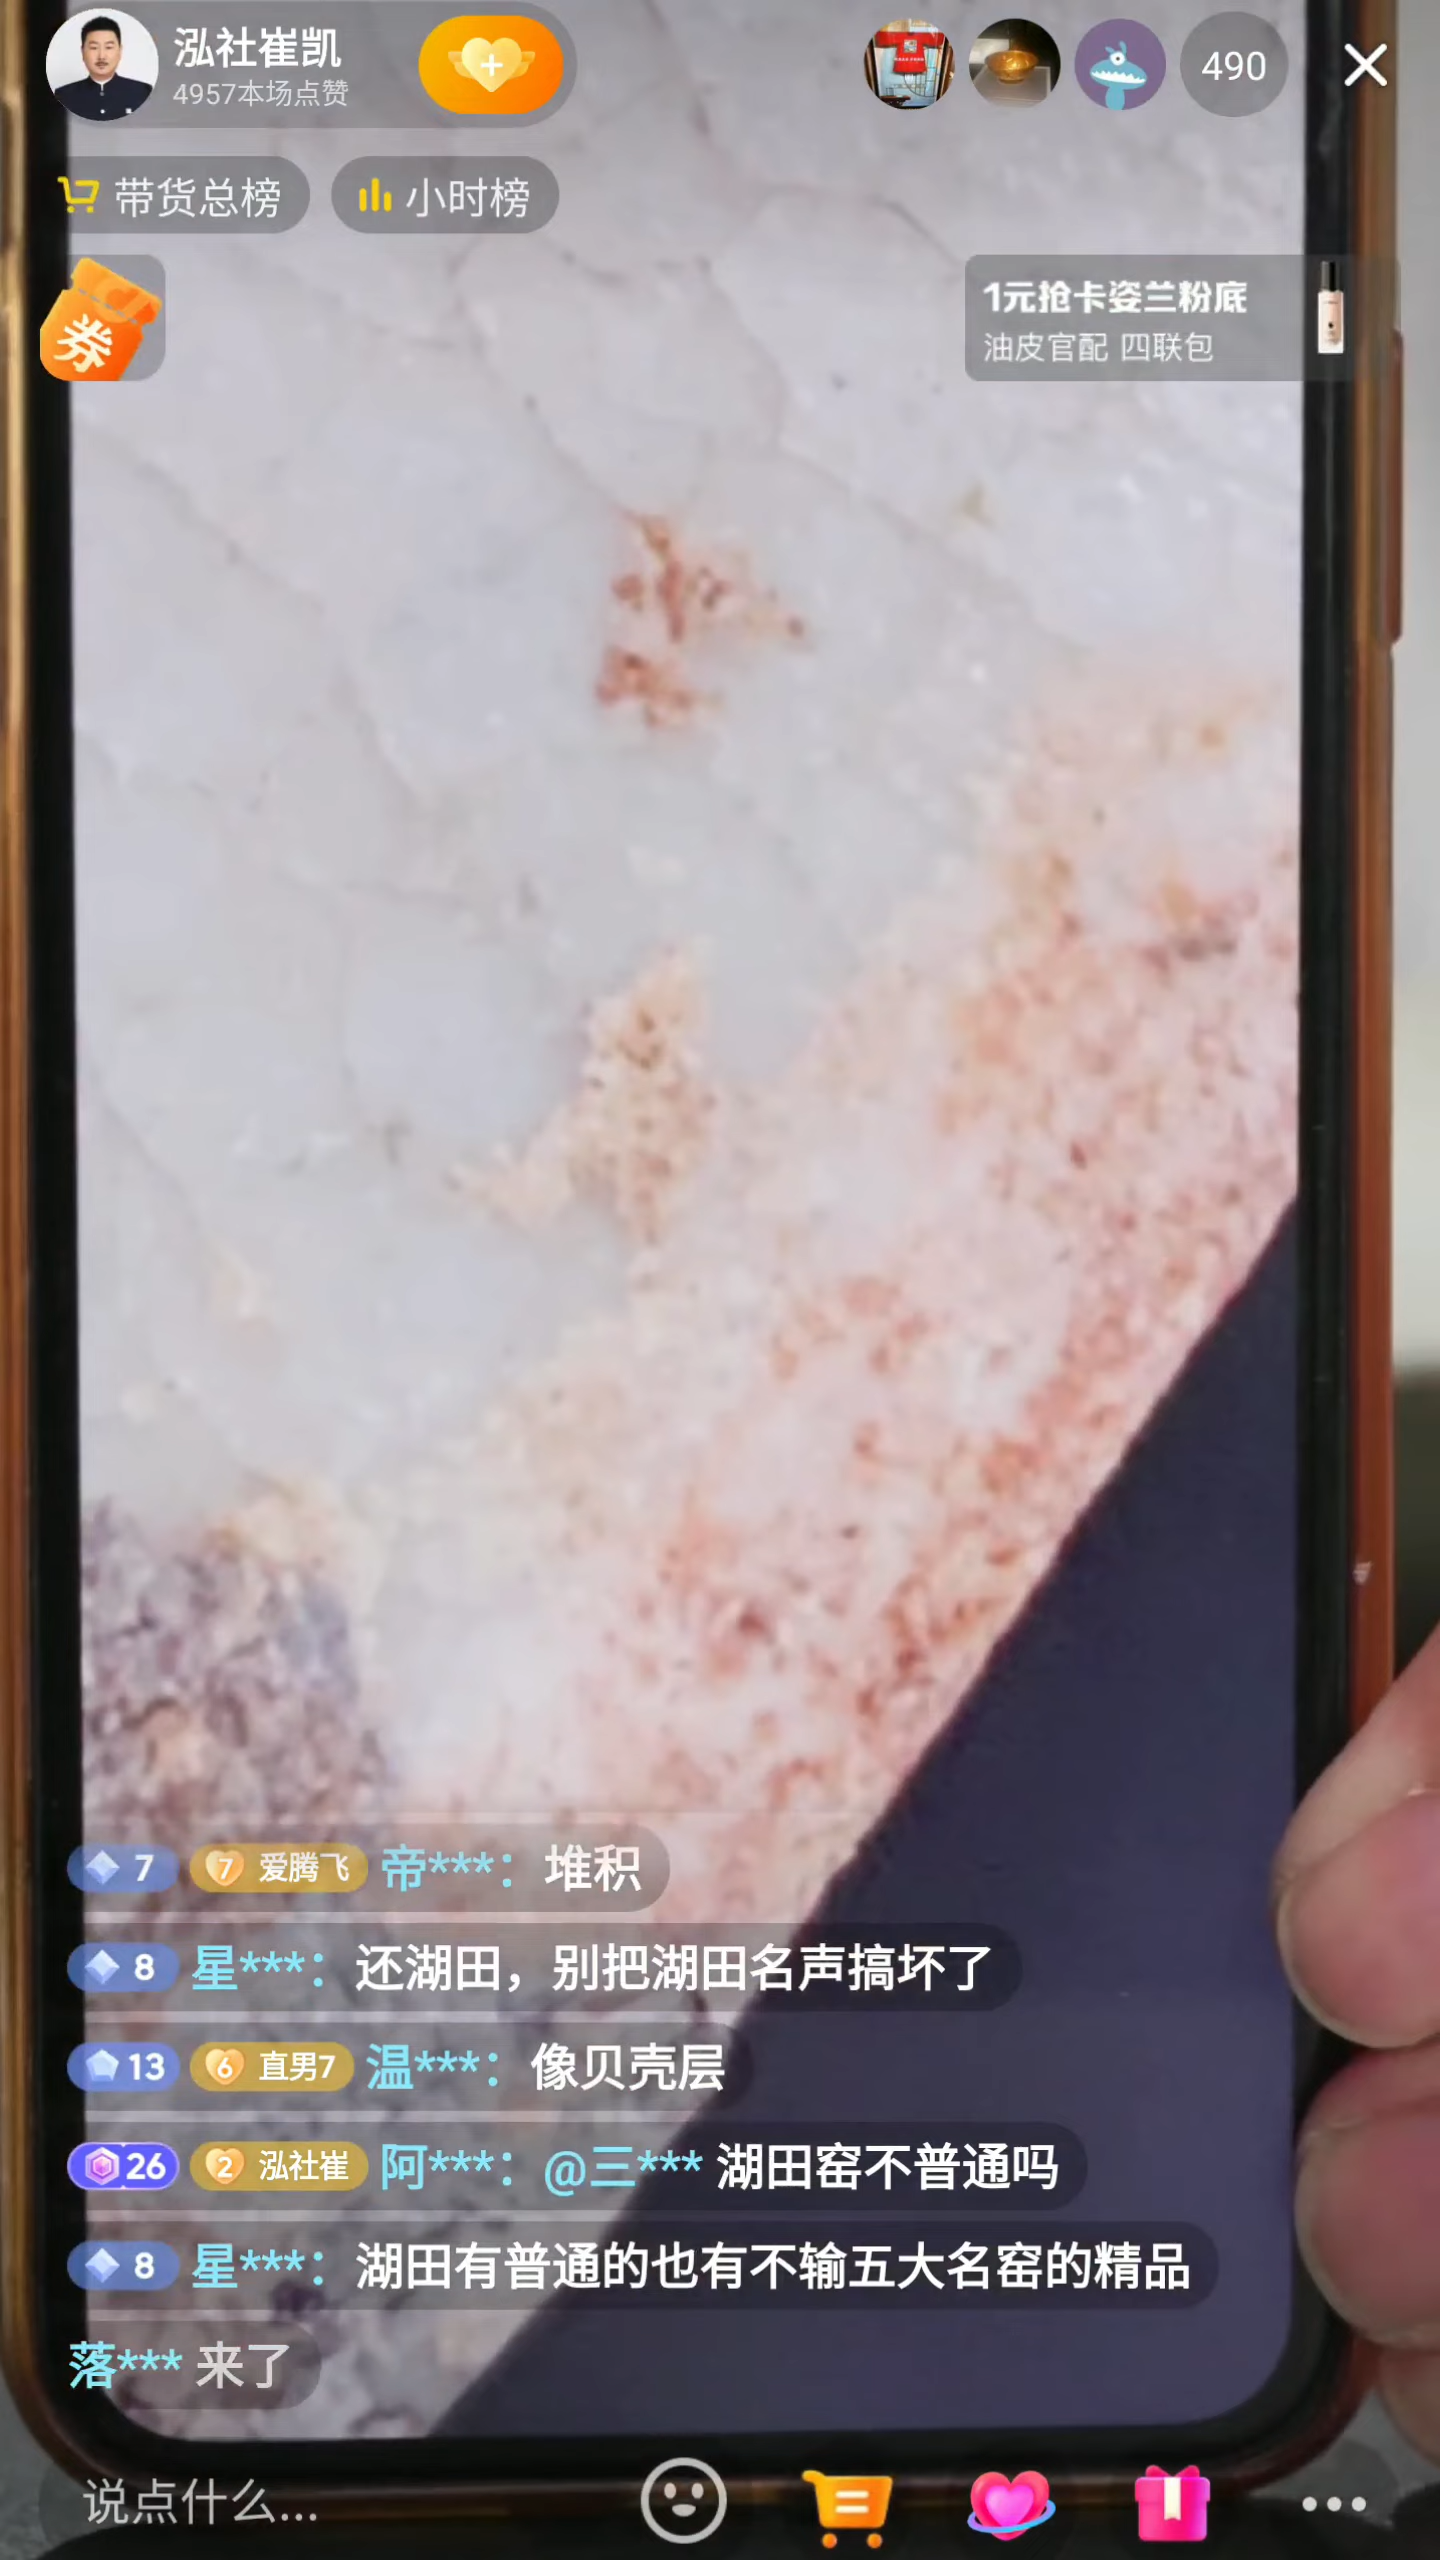 泓社崔凯
4957本场点赞
490
带货总榜
小时榜
券
1元抢卡姿兰粉底
油皮官配 四联包
7 7 爱腾飞 帝***：堆积
8 星***：还湖田，别把湖田名声搞坏了
13 6 直男7 温***：像贝壳层
26 2 泓社崔 阿***：@三*** 湖田窑不普通吗
8 星***：湖田有普通的也有不输五大名窑的精品
落*** 来了
说点什么...